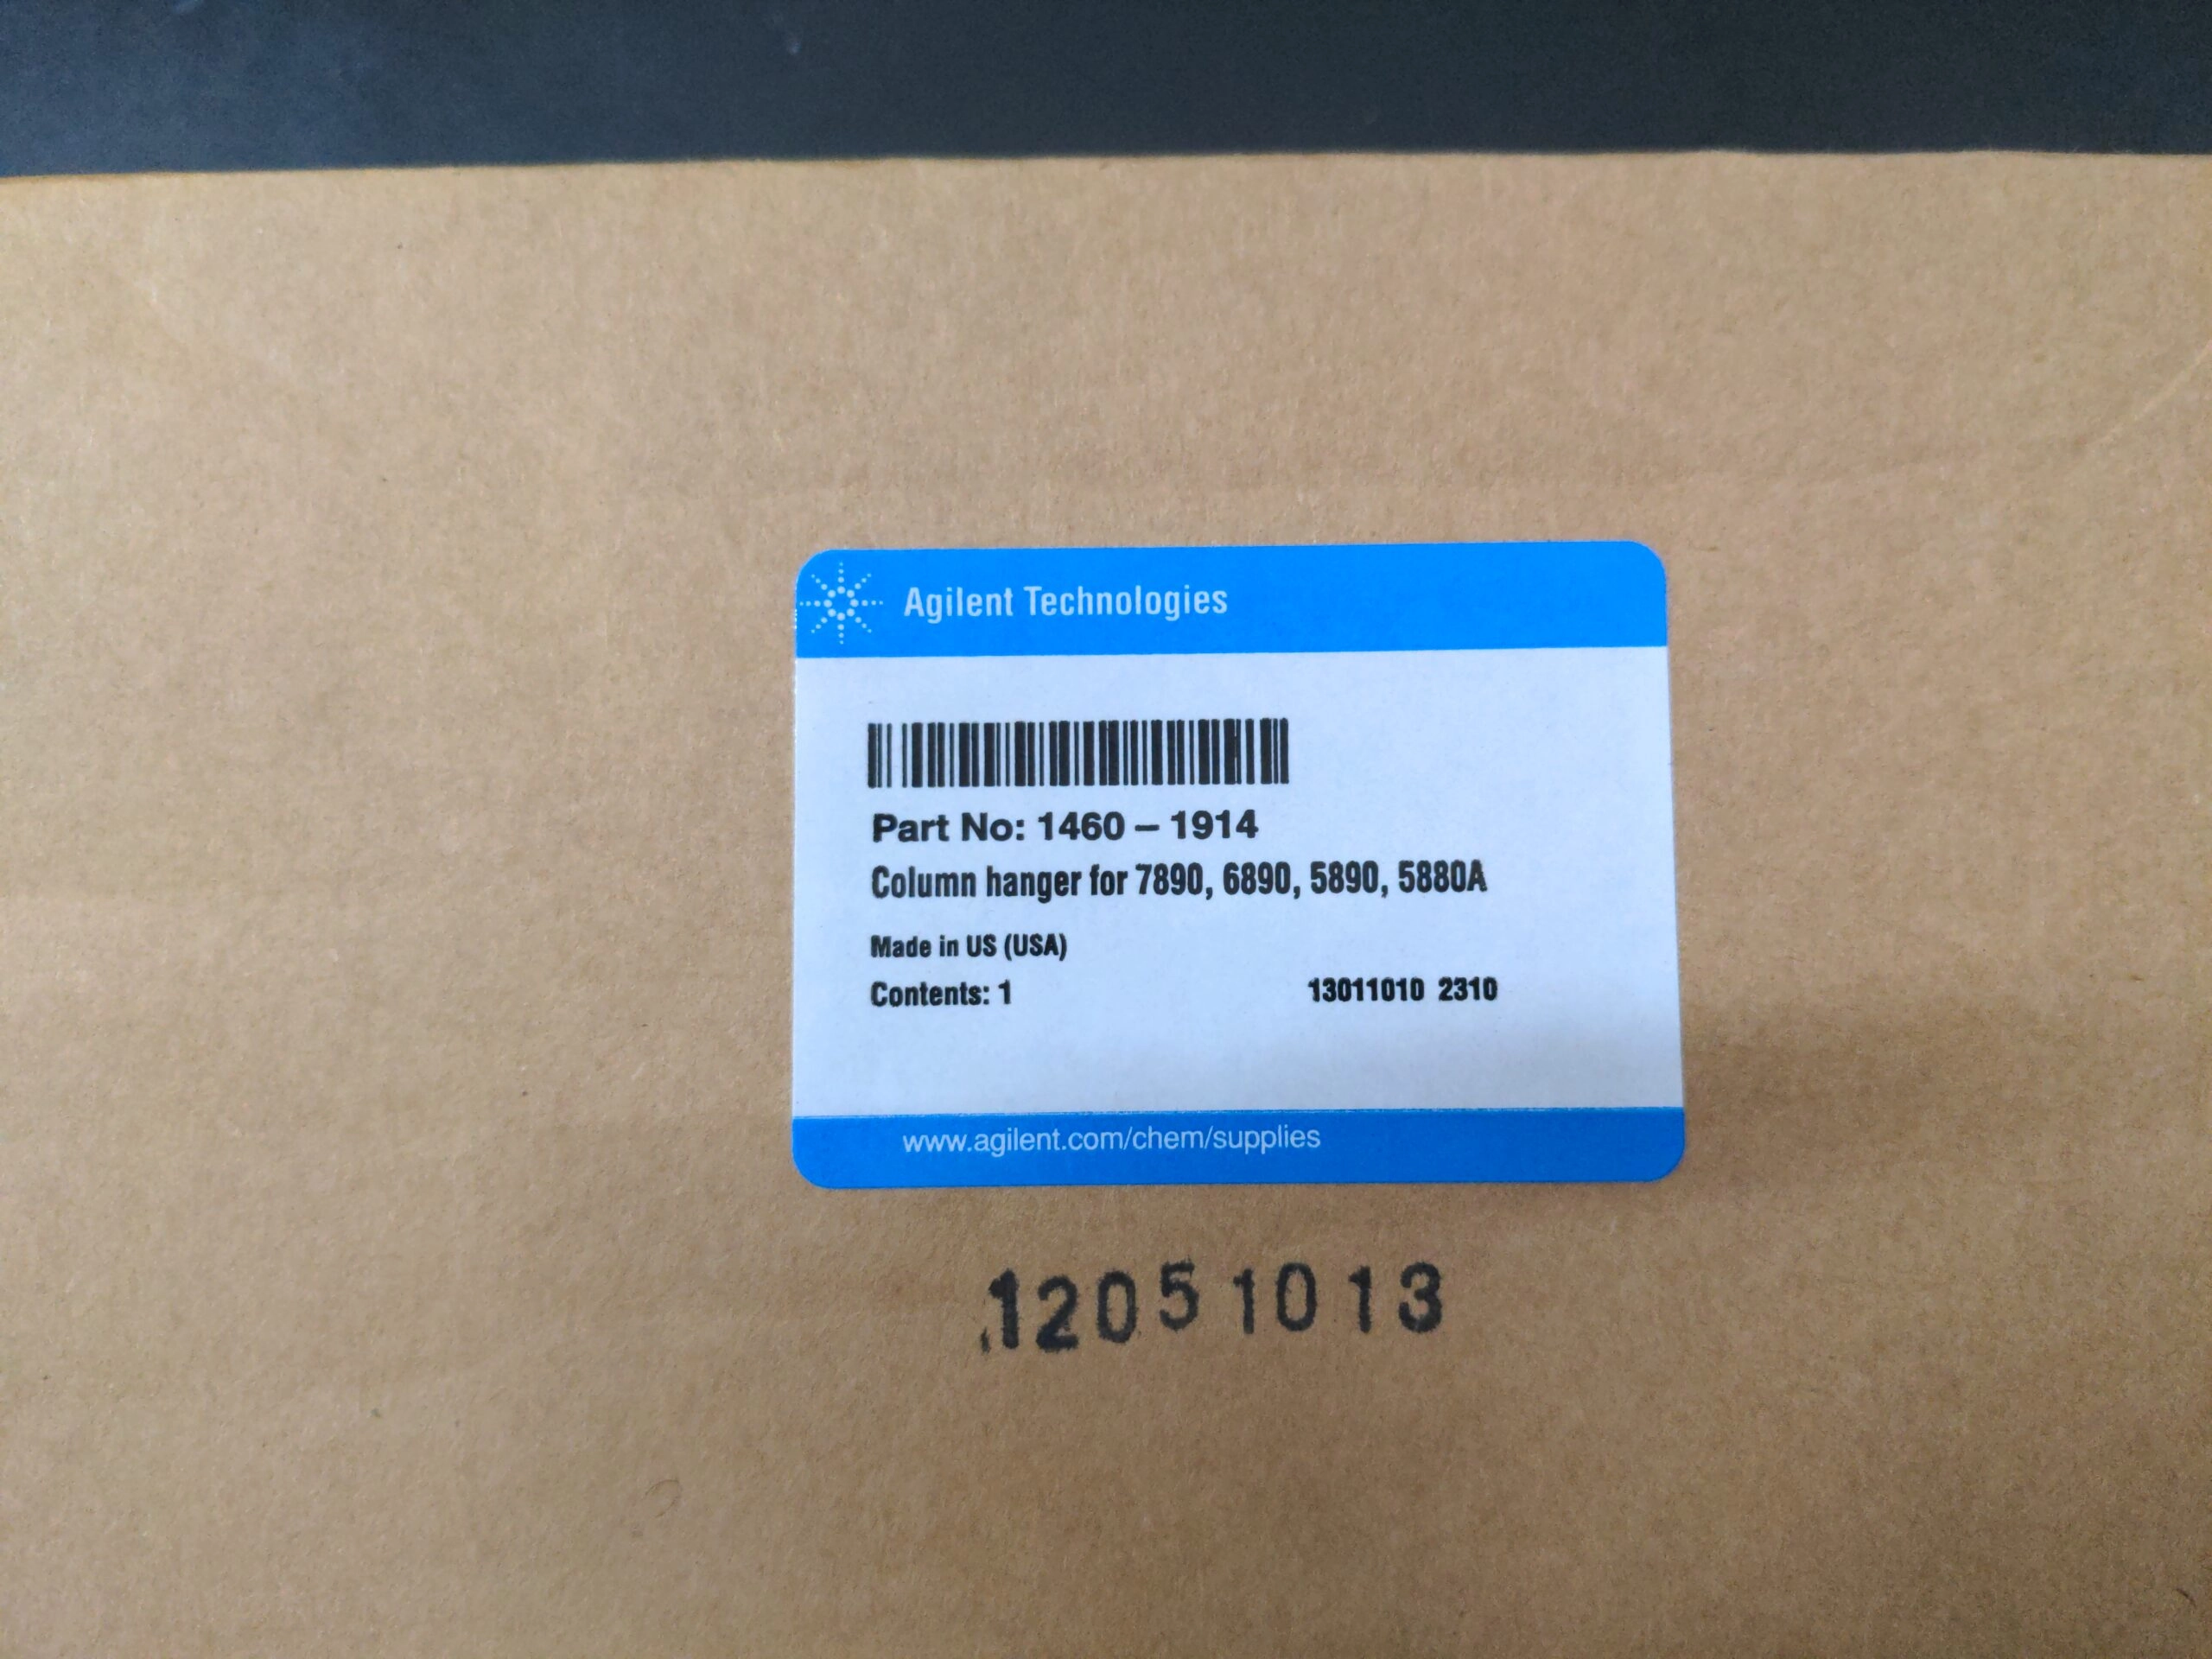 Agilent Technologies
Part No: 1460 – 1914
Column hanger for 7890, 6890, 5890, 5880A
Made in US (USA)
Contents: 1 13011010 2310
www.agilent.com/chem/supplies
12051013